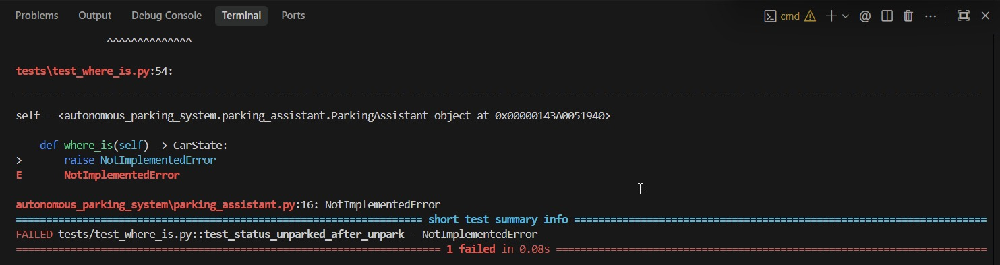 Problems Output Debug Console Terminal Ports cmd
^^^^^^^^^^^^^^
tests\test_where_is.py:54:
_ _ _ _ _ _ _ _ _ _ _ _ _ _ _ _ _ _ _ _ _ _ _ _ _ _ _ _ _ _ _ _ _ _ _ _ _ _ _ _ _ _ _ _ _ _ _ _ _ _ _ _ _ _ _ _ _ _ _ _ _ _ _ _ _ _ _ _ _ _ _ _ _ _ _ _ _ _ _ _
self = <autonomous_parking_system.parking_assistant.ParkingAssistant object at 0x00000143A0051940>
def where_is(self) -> CarState:
> raise NotImplementedError
E NotImplementedError
autonomous_parking_system\parking_assistant.py:16: NotImplementedError
=================================================================== short test summary info ====================================================================
FAILED tests/test_where_is.py::test_status_unparked_after_unpark - NotImplementedError
====================================================================== 1 failed in 0.08s =======================================================================